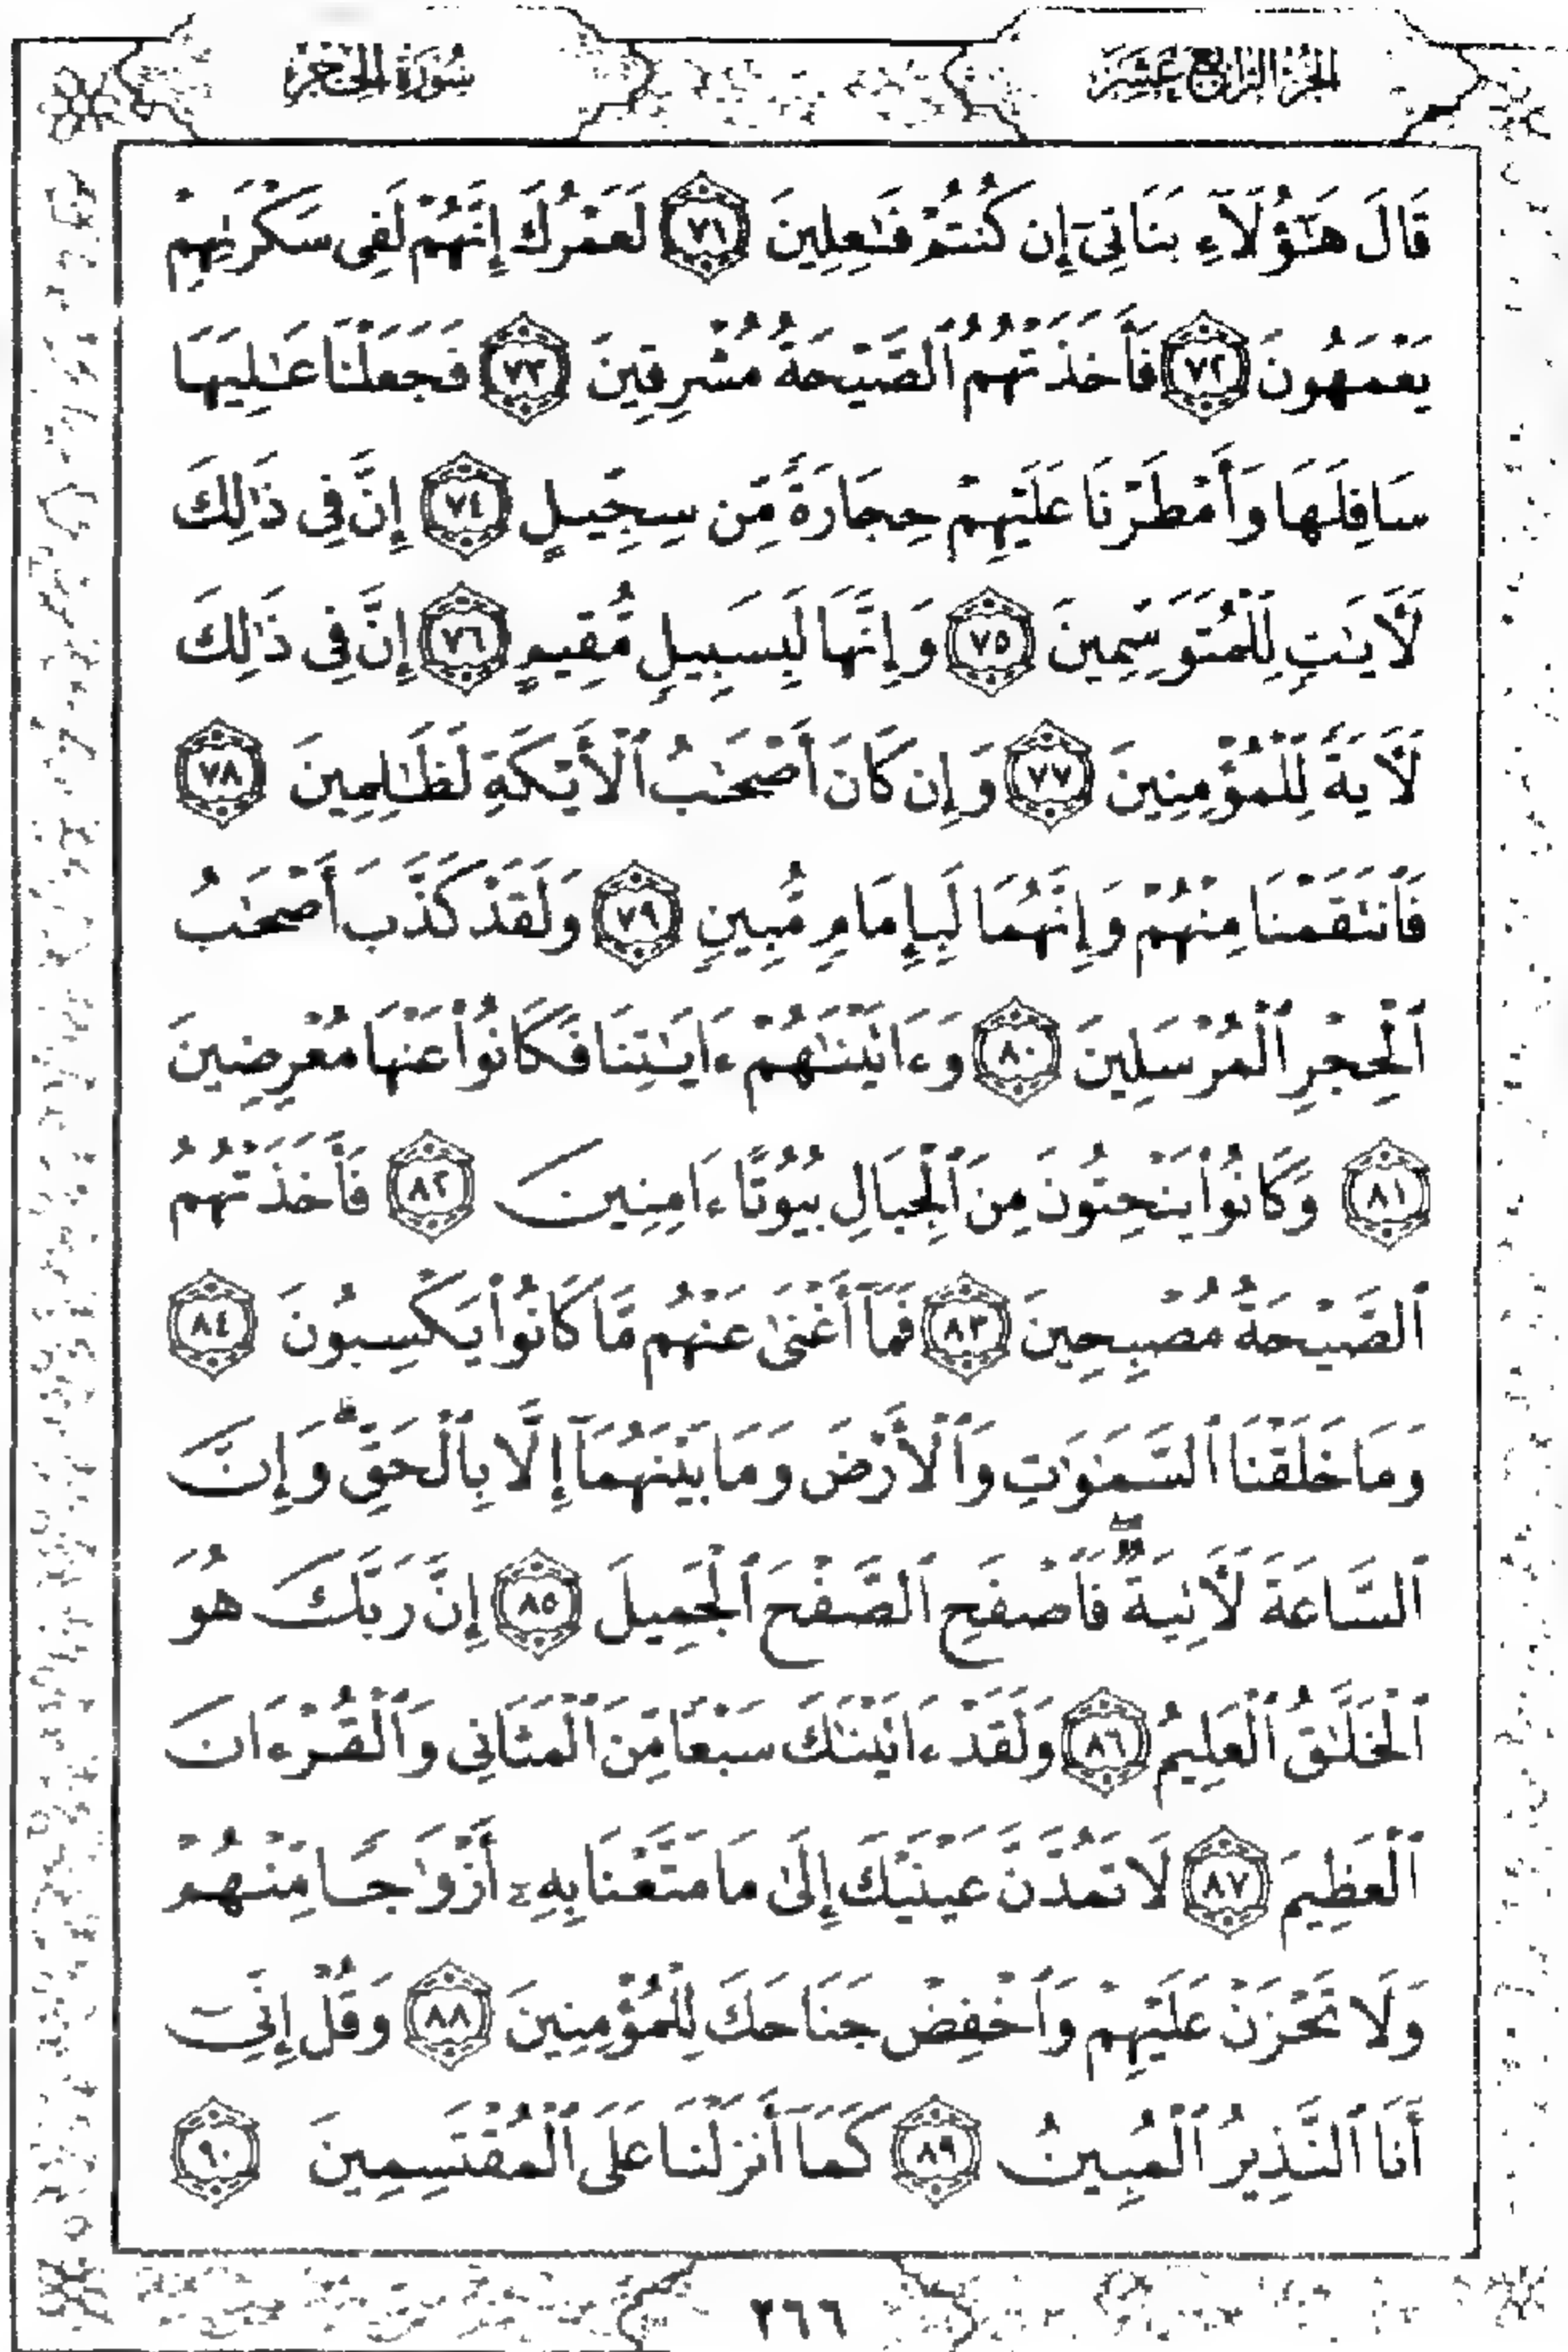 الجزء الرابع عشر
سورة الحجر
قَالَ هَٰٓؤُلَآءِ بَنَاتِىٓ إِن كُنتُمْ فَٰعِلِينَ ٧١ لَعَمْرُكَ إِنَّهُمْ لَفِى سَكْرَتِهِمْ
يَعْمَهُونَ ٧٢ فَأَخَذَتْهُمُ ٱلصَّيْحَةُ مُشْرِقِينَ ٧٣ فَجَعَلْنَا عَٰلِيَهَا
سَافِلَهَا وَأَمْطَرْنَا عَلَيْهِمْ حِجَارَةً مِّن سِجِّيلٍ ٧٤ إِنَّ فِى ذَٰلِكَ
لَءَايَٰتٍ لِّلْمُتَوَسِّمِينَ ٧٥ وَإِنَّهَا لَبِسَبِيلٍ مُّقِيمٍ ٧٦ إِنَّ فِى ذَٰلِكَ
لَءَايَةً لِّلْمُؤْمِنِينَ ٧٧ وَإِن كَانَ أَصْحَٰبُ ٱلْأَيْكَةِ لَظَٰلِمِينَ ٧٨
فَٱنتَقَمْنَا مِنْهُمْ وَإِنَّهُمَا لَبِإِمَامٍ مُّبِينٍ ٧٩ وَلَقَدْ كَذَّبَ أَصْحَٰبُ
ٱلْحِجْرِ ٱلْمُرْسَلِينَ ٨٠ وَءَاتَيْنَٰهُمْ ءَايَٰتِنَا فَكَانُوا۟ عَنْهَا مُعْرِضِينَ
٨١ وَكَانُوا۟ يَنْحِتُونَ مِنَ ٱلْجِبَالِ بُيُوتًا ءَامِنِينَ ٨٢ فَأَخَذَتْهُمُ
ٱلصَّيْحَةُ مُصْبِحِينَ ٨٣ فَمَآ أَغْنَىٰ عَنْهُم مَّا كَانُوا۟ يَكْسِبُونَ ٨٤
وَمَا خَلَقْنَا ٱلسَّمَٰوَٰتِ وَٱلْأَرْضَ وَمَا بَيْنَهُمَآ إِلَّا بِٱلْحَقِّ ۗ وَإِنَّ
ٱلسَّاعَةَ لَءَاتِيَةٌ ۖ فَٱصْفَحِ ٱلصَّفْحَ ٱلْجَمِيلَ ٨٥ إِنَّ رَبَّكَ هُوَ
ٱلْخَلَّٰقُ ٱلْعَلِيمُ ٨٦ وَلَقَدْ ءَاتَيْنَٰكَ سَبْعًا مِّنَ ٱلْمَثَانِى وَٱلْقُرْءَانَ
ٱلْعَظِيمَ ٨٧ لَا تَمُدَّنَّ عَيْنَيْكَ إِلَىٰ مَا مَتَّعْنَا بِهِۦٓ أَزْوَٰجًا مِّنْهُمْ
وَلَا تَحْزَنْ عَلَيْهِمْ وَٱخْفِضْ جَنَاحَكَ لِلْمُؤْمِنِينَ ٨٨ وَقُلْ إِنِّىٓ
أَنَا ٱلنَّذِيرُ ٱلْمُبِينُ ٨٩ كَمَآ أَنزَلْنَا عَلَى ٱلْمُقْتَسِمِينَ ٩٠
٢٦٦